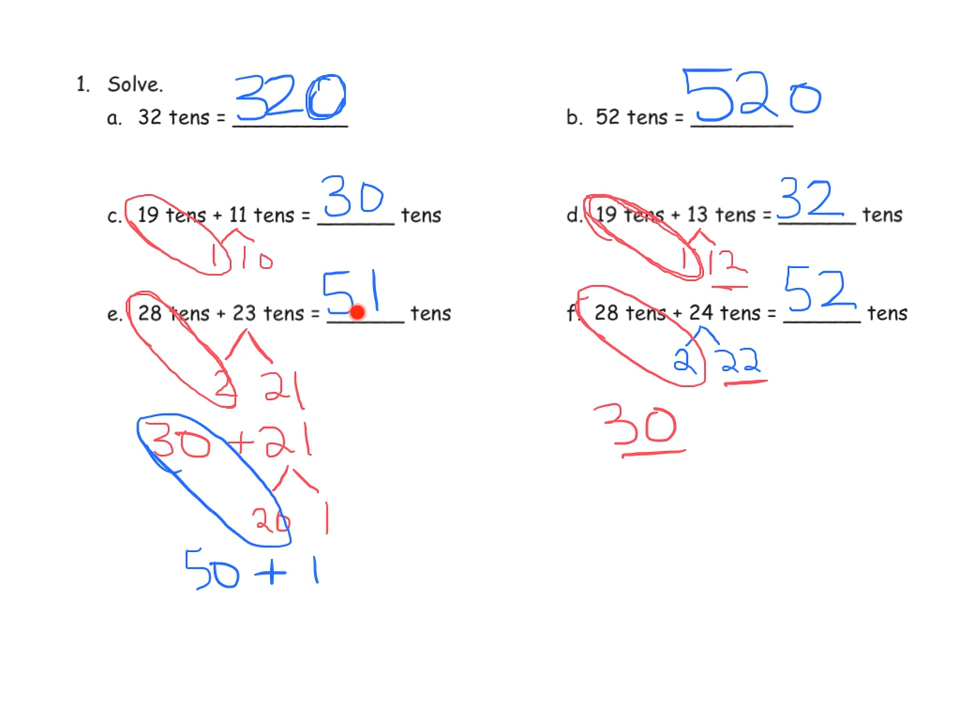 1. Solve.
a. 32 tens = 320
b. 52 tens = 520
c. 19 tens + 11 tens = 30 tens
1 10
d. 19 tens + 13 tens = 32 tens
1 12
e. 28 tens + 23 tens = 51 tens
2 21
30 + 21
20 1
50 + 1
f. 28 tens + 24 tens = 52 tens
2 22
30